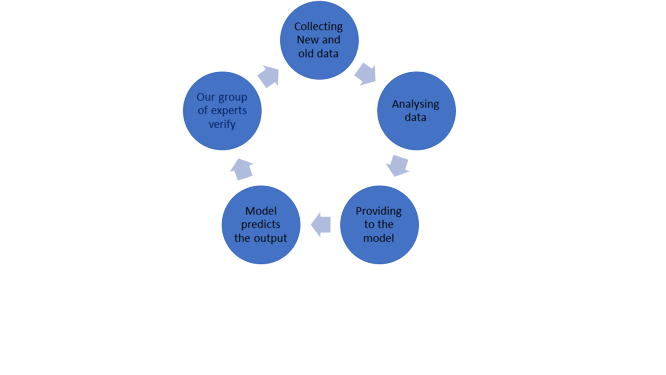 Collecting
New and
old data
Analysing
data
Providing
to the
model
Model
predicts
the output
Our group
of experts
verify